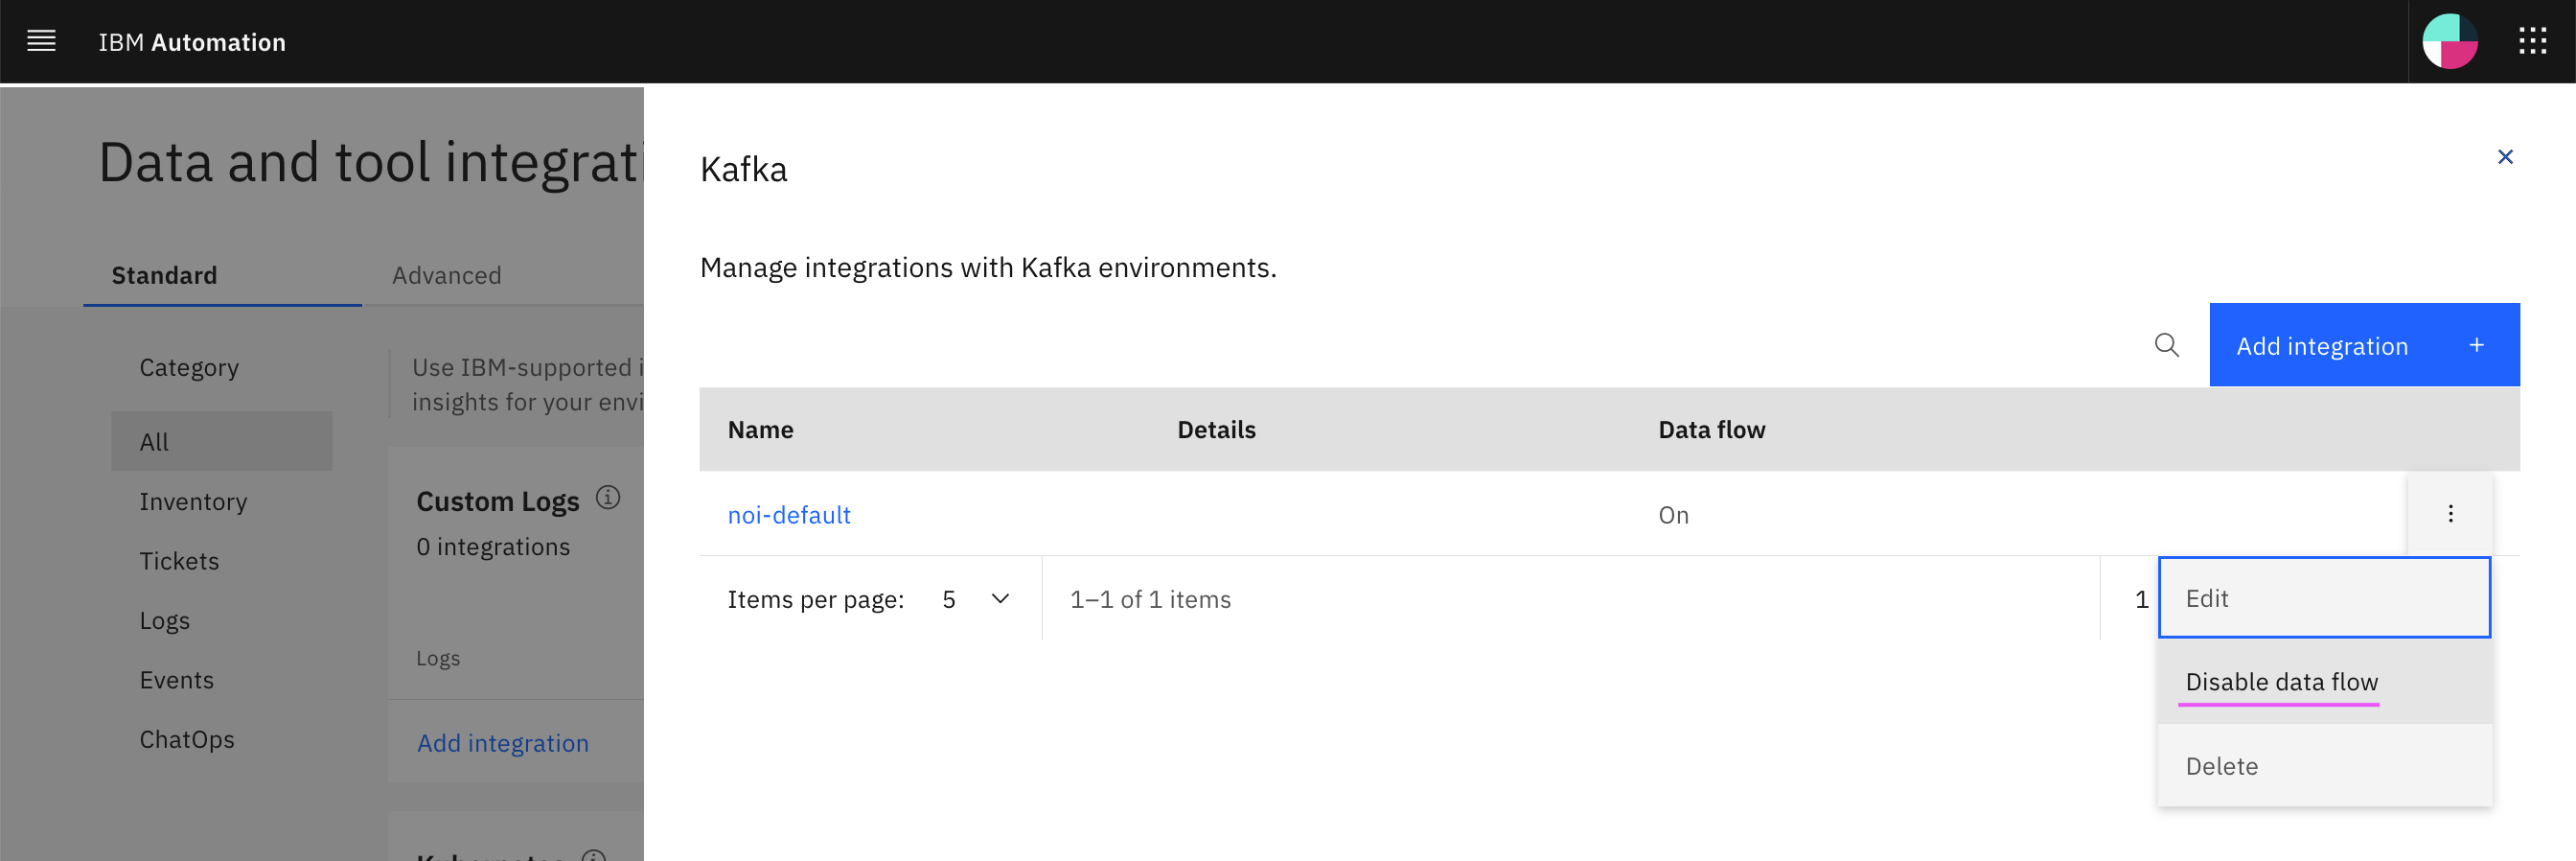 IBM Automation
Data and tool integrati
Standard
Advanced
Category
All
Inventory
Tickets
Logs
Events
ChatOps
Use IBM-supported i
insights for your envi
Custom Logs
0 integrations
Logs
Add integration
Kafka
Manage integrations with Kafka environments.
Add integration +
Name Details Data flow
noi-default On
Items per page: 5 1–1 of 1 items 1
Edit
Disable data flow
Delete